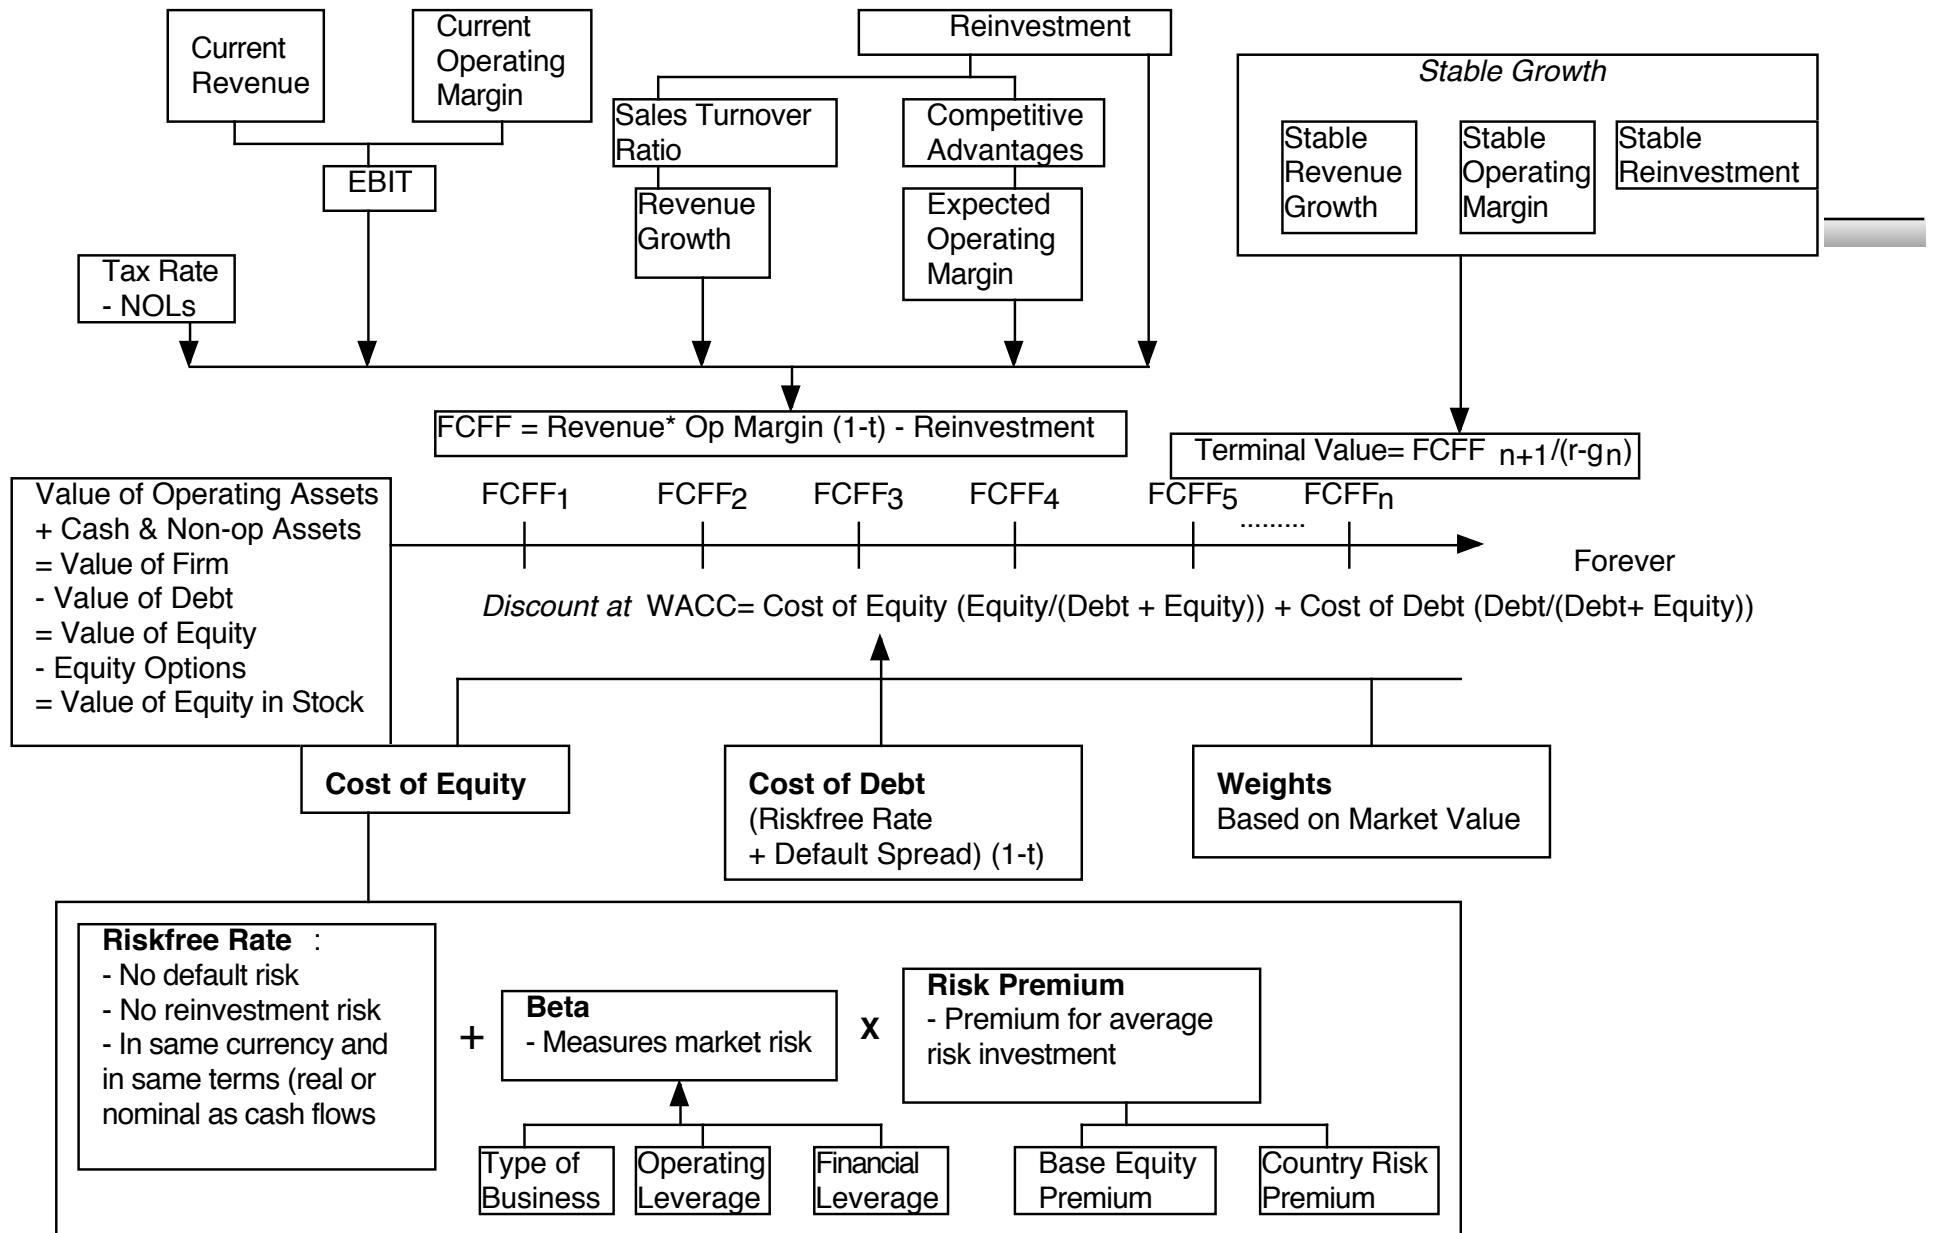 Current
Revenue
Current
Operating
Margin
Reinvestment
Stable Growth
Sales Turnover
Ratio
Competitive
Advantages
Stable
Revenue
Growth
Stable
Operating
Margin
Stable
Reinvestment
EBIT
Revenue
Growth
Expected
Operating
Margin
Tax Rate
- NOLs
FCFF = Revenue* Op Margin (1-t) - Reinvestment
Terminal Value= FCFF n+1/(r-gn)
Value of Operating Assets
+ Cash & Non-op Assets
= Value of Firm
- Value of Debt
= Value of Equity
- Equity Options
= Value of Equity in Stock
FCFF1
FCFF2
FCFF3
FCFF4
FCFF5
.........
FCFFn
Forever
Discount at WACC= Cost of Equity (Equity/(Debt + Equity)) + Cost of Debt (Debt/(Debt+ Equity))
Cost of Equity
Cost of Debt
(Riskfree Rate
+ Default Spread) (1-t)
Weights
Based on Market Value
Riskfree Rate :
- No default risk
- No reinvestment risk
- In same currency and
in same terms (real or
nominal as cash flows
+
Beta
- Measures market risk
X
Risk Premium
- Premium for average
risk investment
Type of
Business
Operating
Leverage
Financial
Leverage
Base Equity
Premium
Country Risk
Premium